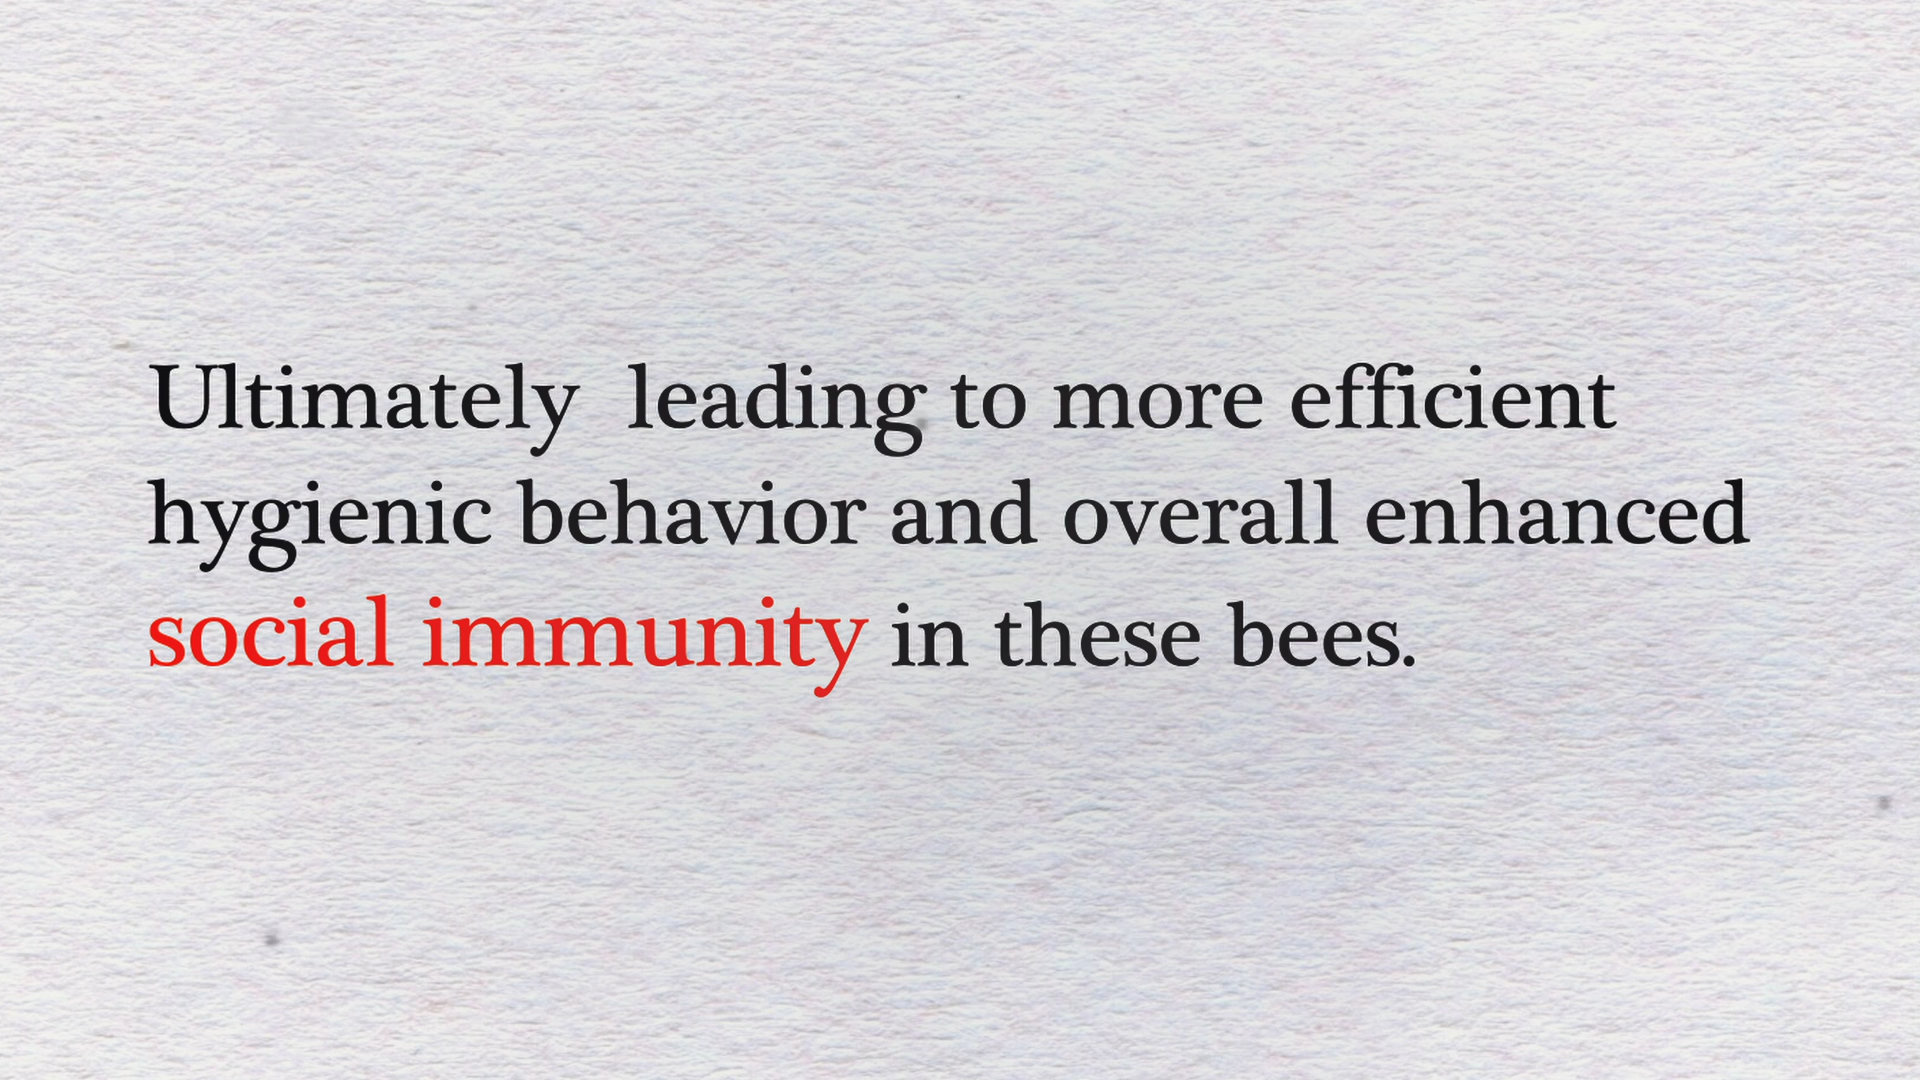 Ultimately  leading to more efficient
hygienic behavior and overall enhanced
social immunity in these bees.